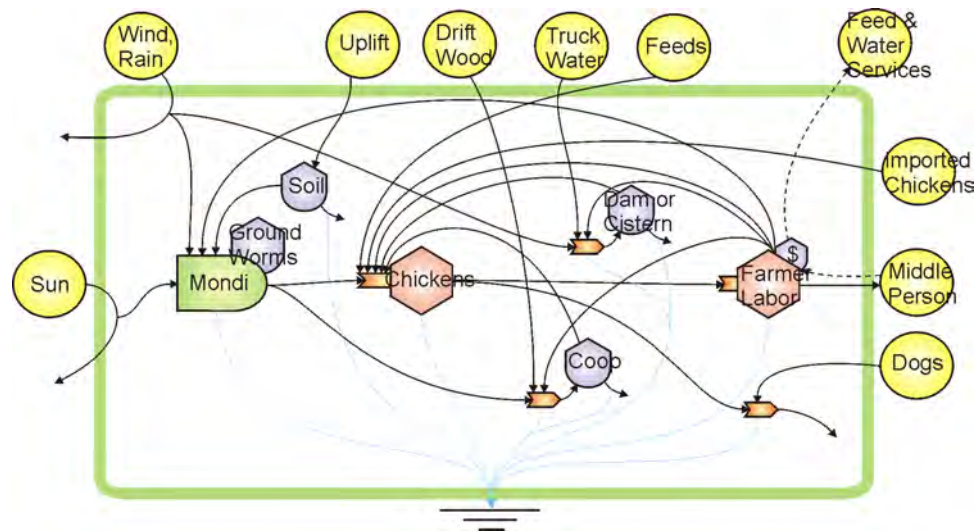 Wind,
Rain
Uplift
Drift
Wood
Truck
Water
Feeds
Feed &
Water
Services
Imported
Chickens
Soil
Dam or
Cistern
Ground
Worms
$
Sun
Mondi
Chickens
Farmer
Labor
Middle
Person
Coop
Dogs